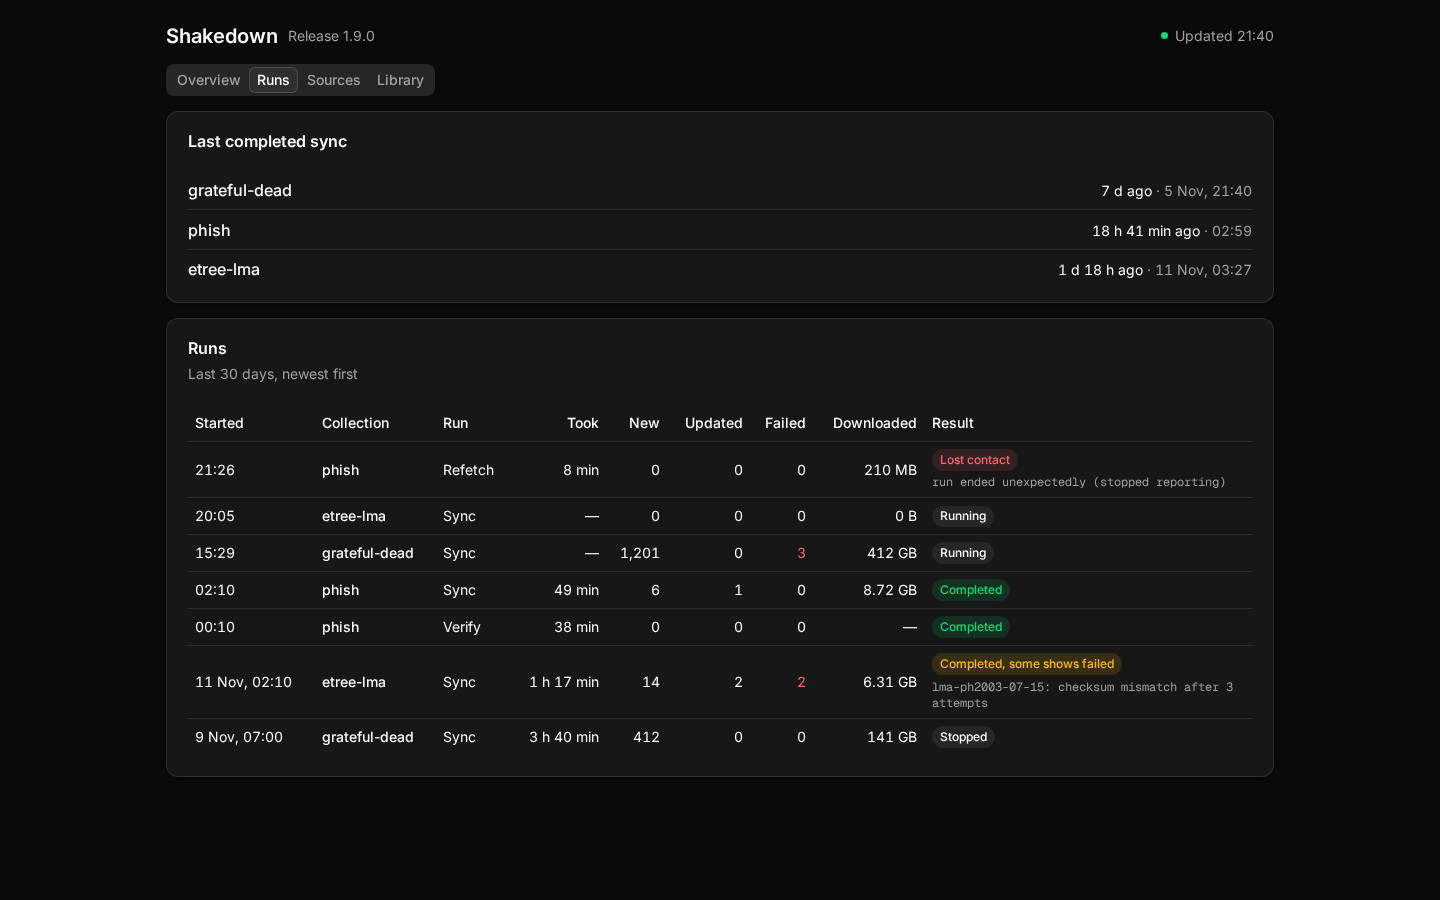 Shakedown Release 1.9.0 Updated 21:40
Overview Runs Sources Library
Last completed sync
grateful-dead 7 d ago · 5 Nov, 21:40
phish 18 h 41 min ago · 02:59
etree-lma 1 d 18 h ago · 11 Nov, 03:27
Runs
Last 30 days, newest first
Started Collection Run Took New Updated Failed Downloaded Result
21:26 phish Refetch 8 min 0 0 0 210 MB Lost contact
run ended unexpectedly (stopped reporting)
20:05 etree-lma Sync — 0 0 0 0 B Running
15:29 grateful-dead Sync — 1,201 0 3 412 GB Running
02:10 phish Sync 49 min 6 1 0 8.72 GB Completed
00:10 phish Verify 38 min 0 0 0 — Completed
11 Nov, 02:10 etree-lma Sync 1 h 17 min 14 2 2 6.31 GB Completed, some shows failed
lma-ph2003-07-15: checksum mismatch after 3
attempts
9 Nov, 07:00 grateful-dead Sync 3 h 40 min 412 0 0 141 GB Stopped